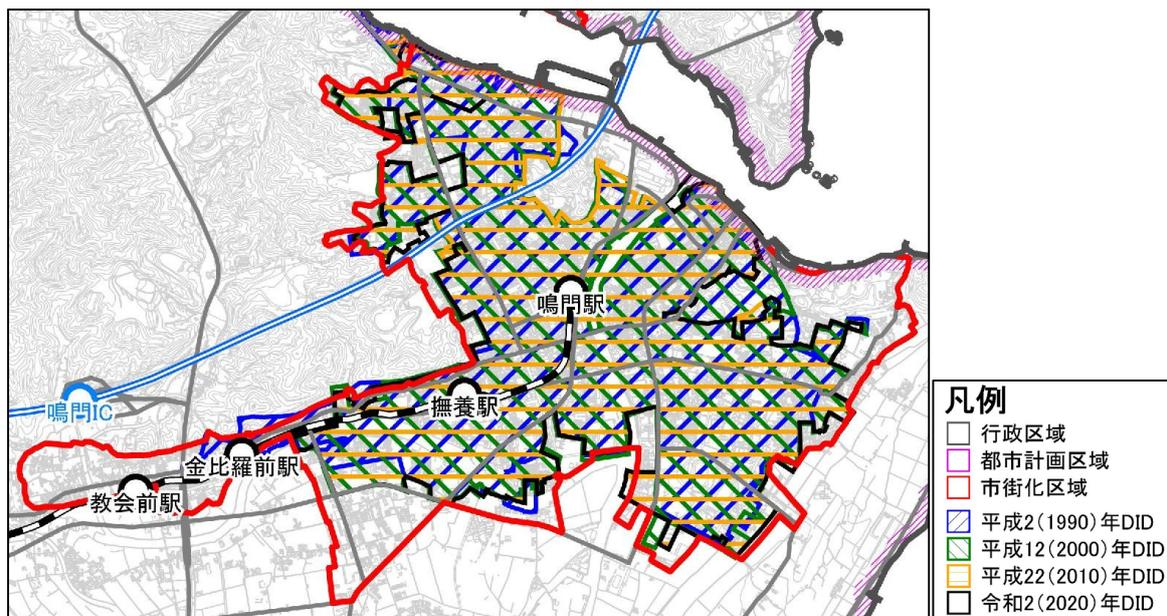 鳴門駅
撫養駅
鳴門IC
金比羅前駅
教会前駅
凡例
行政区域
都市計画区域
市街化区域
平成2(1990)年DID
平成12(2000)年DID
平成22(2010)年DID
令和2(2020)年DID